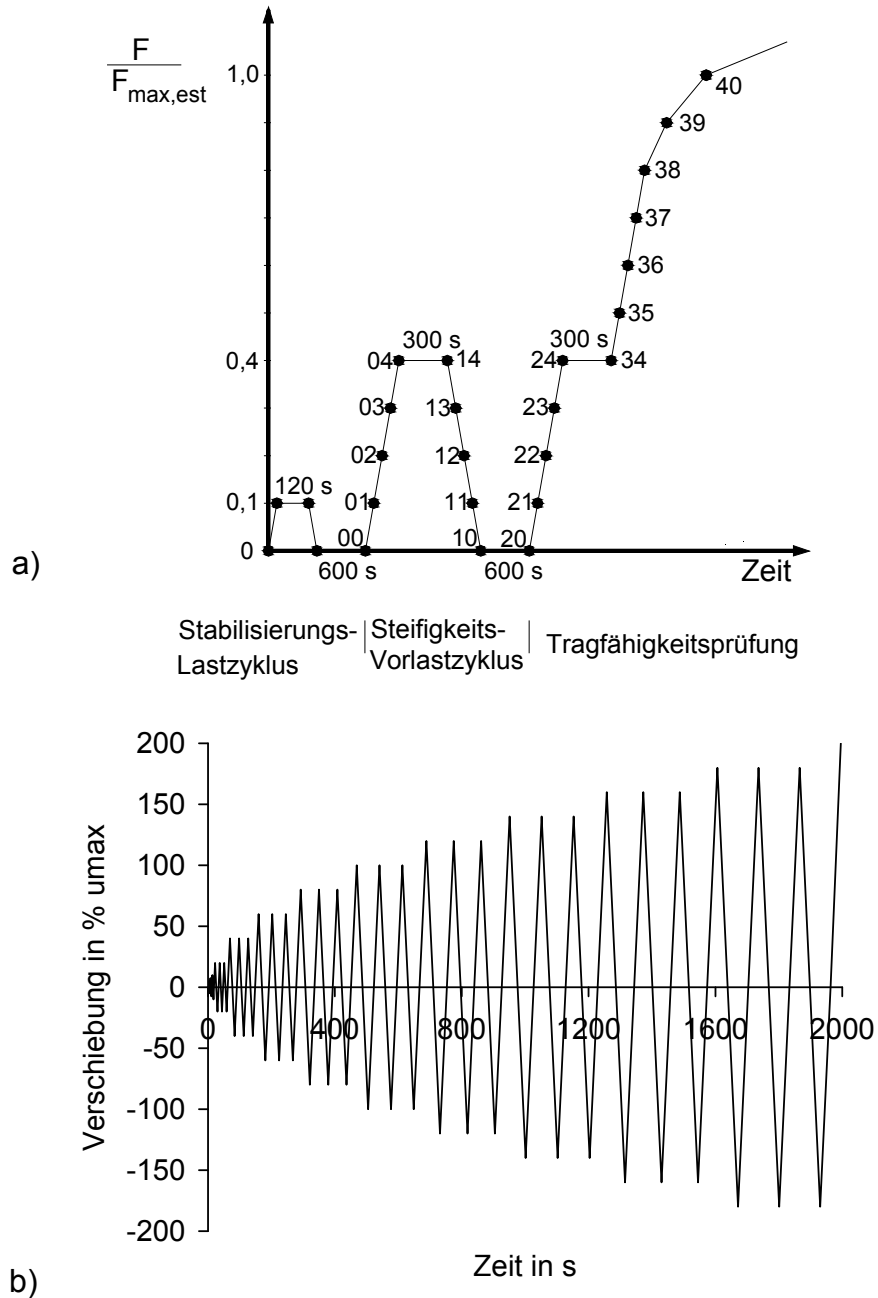 F
F max,est
1,0
40
39
38
37
36
35
300 s
300 s
0,4
04
14
24
34
03
13
23
02
12
22
120 s
0,1
01
11
21
00
10
20
0
a)
600 s
600 s
Zeit
Stabilisierungs-
Lastzyklus
Steifigkeits-
Vorlastzyklus
Tragfähigkeitsprüfung
200
150
100
50
0
-50
-100
-150
-200
Verschiebung in % umax
0
400
800
1200
1600
2000
Zeit in s
b)